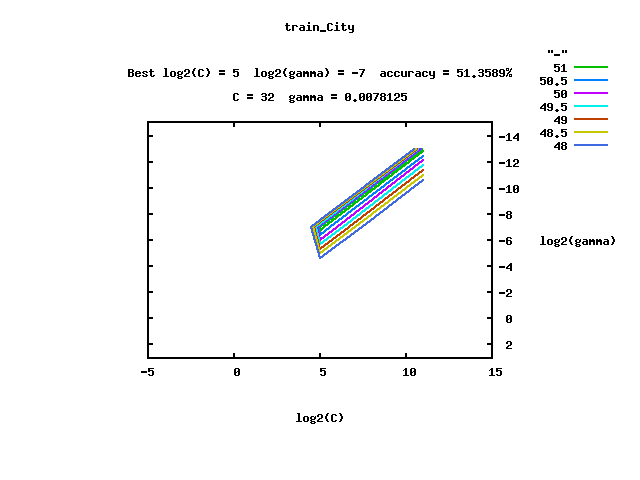 train_City
Best log2(C) = 5  log2(gamma) = -7  accuracy = 51.3589%
C = 32  gamma = 0.0078125
"_"
51
50.5
50
49.5
49
48.5
48
-14
-12
-10
-8
-6
-4
-2
0
2
log2(gamma)
-5 0 5 10 15
log2(C)